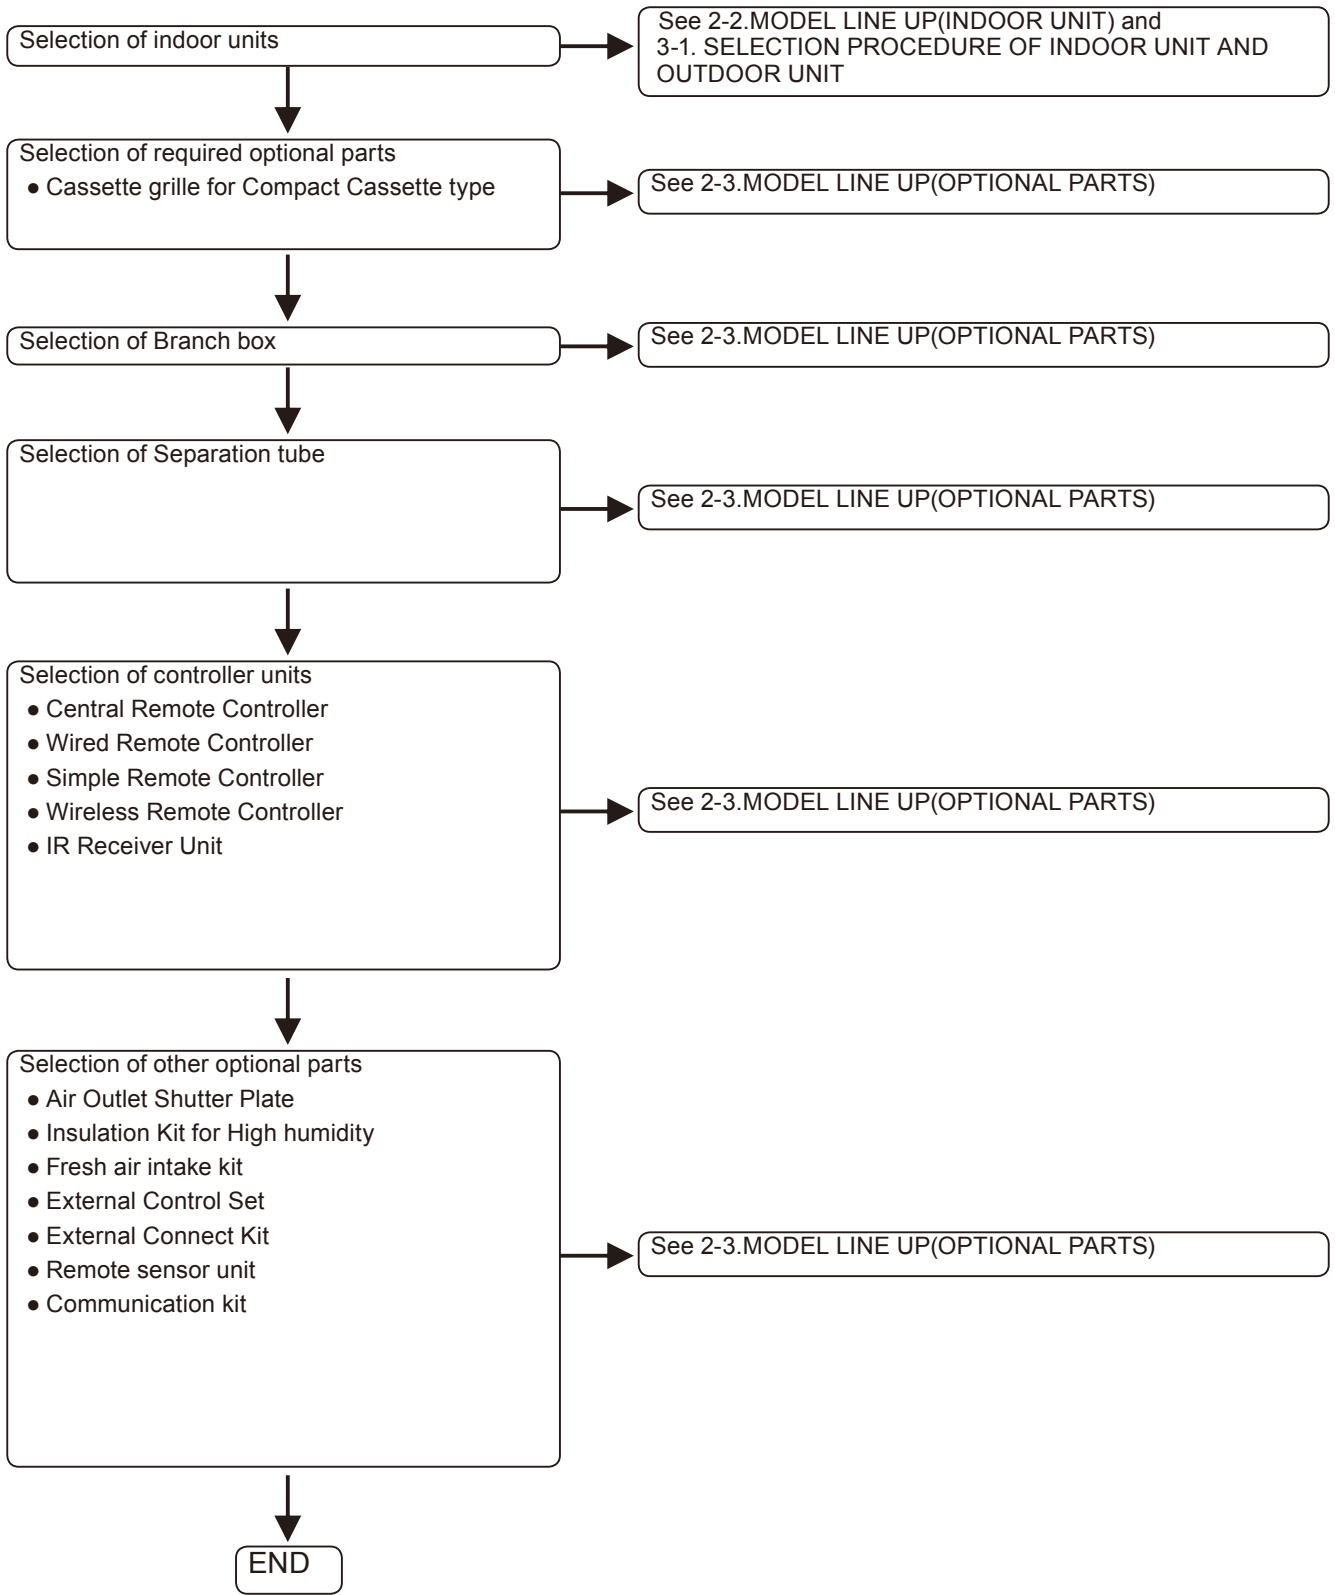 Selection of indoor units
See 2-2.MODEL LINE UP(INDOOR UNIT) and
3-1. SELECTION PROCEDURE OF INDOOR UNIT AND
OUTDOOR UNIT
Selection of required optional parts
● Cassette grille for Compact Cassette type
See 2-3.MODEL LINE UP(OPTIONAL PARTS)
Selection of Branch box
See 2-3.MODEL LINE UP(OPTIONAL PARTS)
Selection of Separation tube
See 2-3.MODEL LINE UP(OPTIONAL PARTS)
Selection of controller units
● Central Remote Controller
● Wired Remote Controller
● Simple Remote Controller
● Wireless Remote Controller
● IR Receiver Unit
See 2-3.MODEL LINE UP(OPTIONAL PARTS)
Selection of other optional parts
● Air Outlet Shutter Plate
● Insulation Kit for High humidity
● Fresh air intake kit
● External Control Set
● External Connect Kit
● Remote sensor unit
● Communication kit
See 2-3.MODEL LINE UP(OPTIONAL PARTS)
END